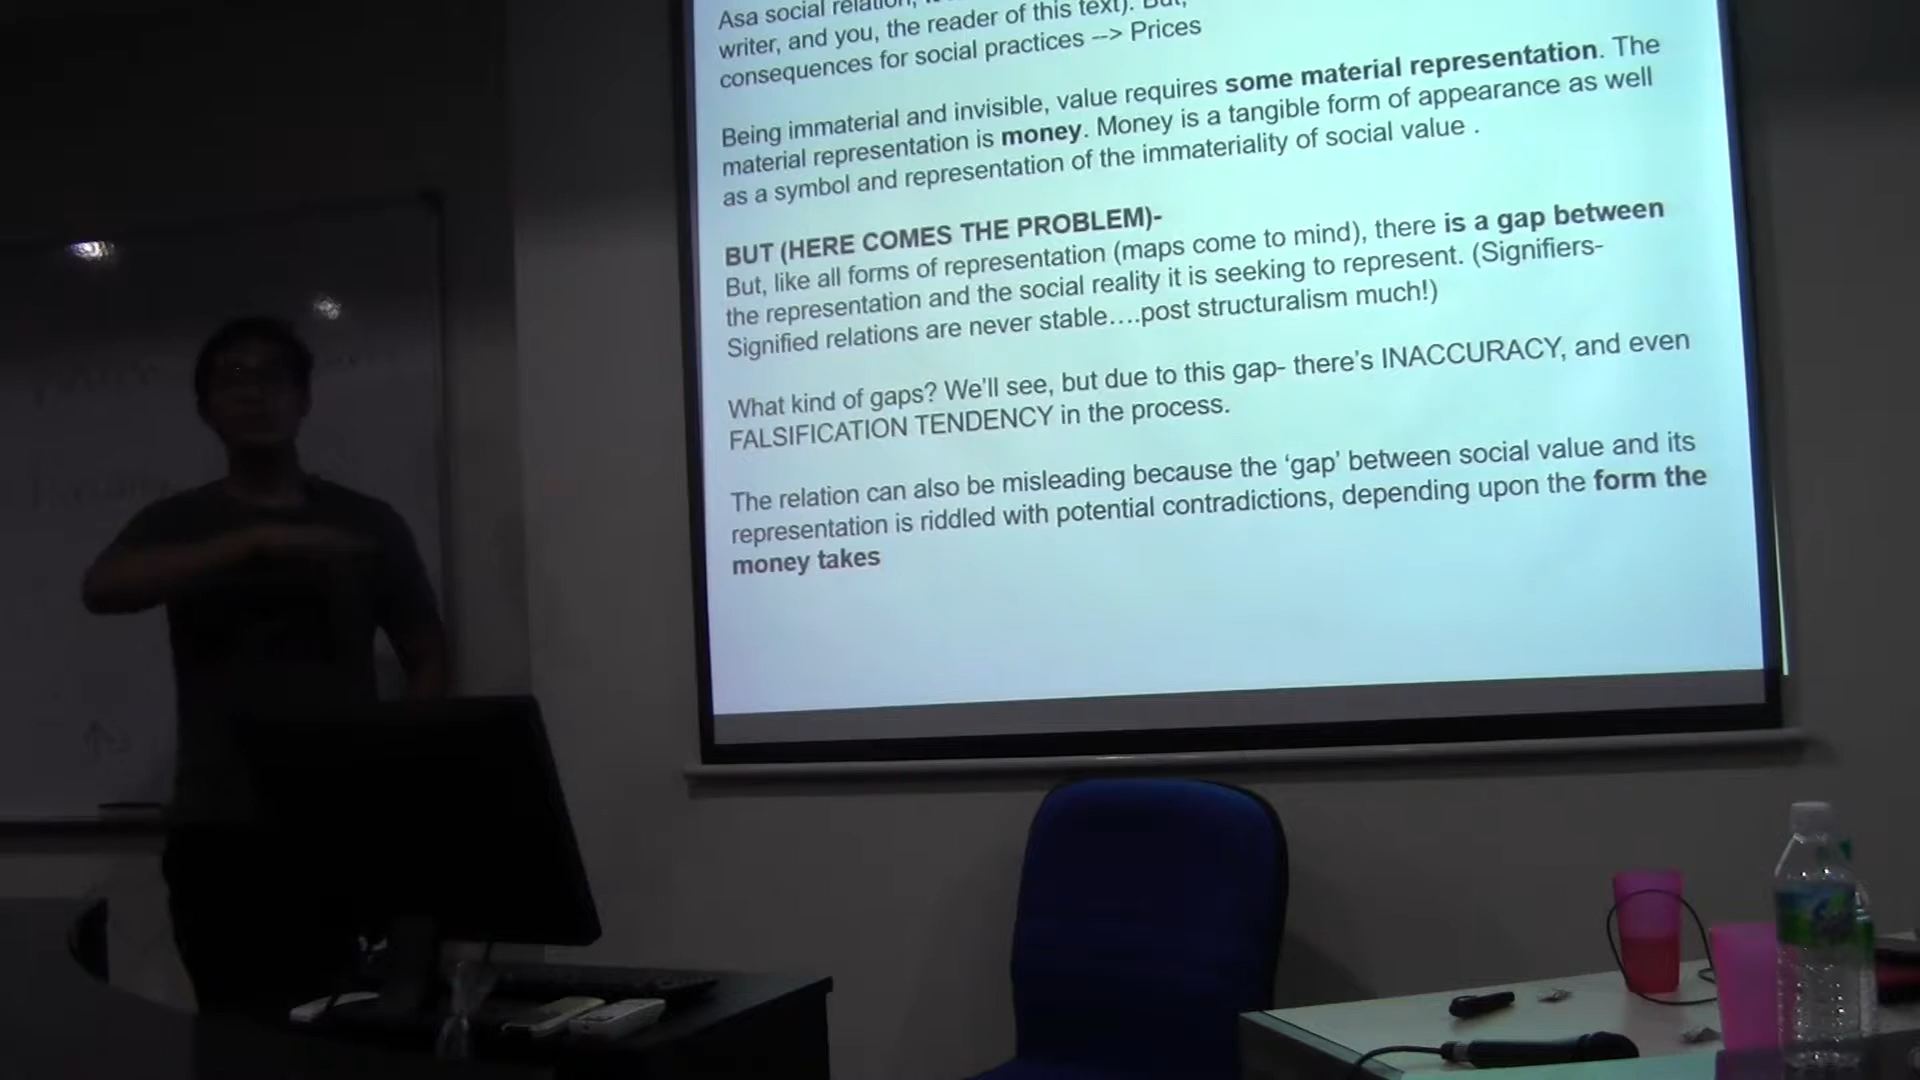 Asa social relation,
writer, and you, the reader of this text). But,
consequences for social practices --> Prices
Being immaterial and invisible, value requires some material representation. The
material representation is money. Money is a tangible form of appearance as well
as a symbol and representation of the immateriality of social value .
BUT (HERE COMES THE PROBLEM)-
But, like all forms of representation (maps come to mind), there is a gap between
the representation and the social reality it is seeking to represent. (Signifiers-
Signified relations are never stable....post structuralism much!)
What kind of gaps? We'll see, but due to this gap- there's INACCURACY, and even
FALSIFICATION TENDENCY in the process.
The relation can also be misleading because the ‘gap’ between social value and its
representation is riddled with potential contradictions, depending upon the form the
money takes